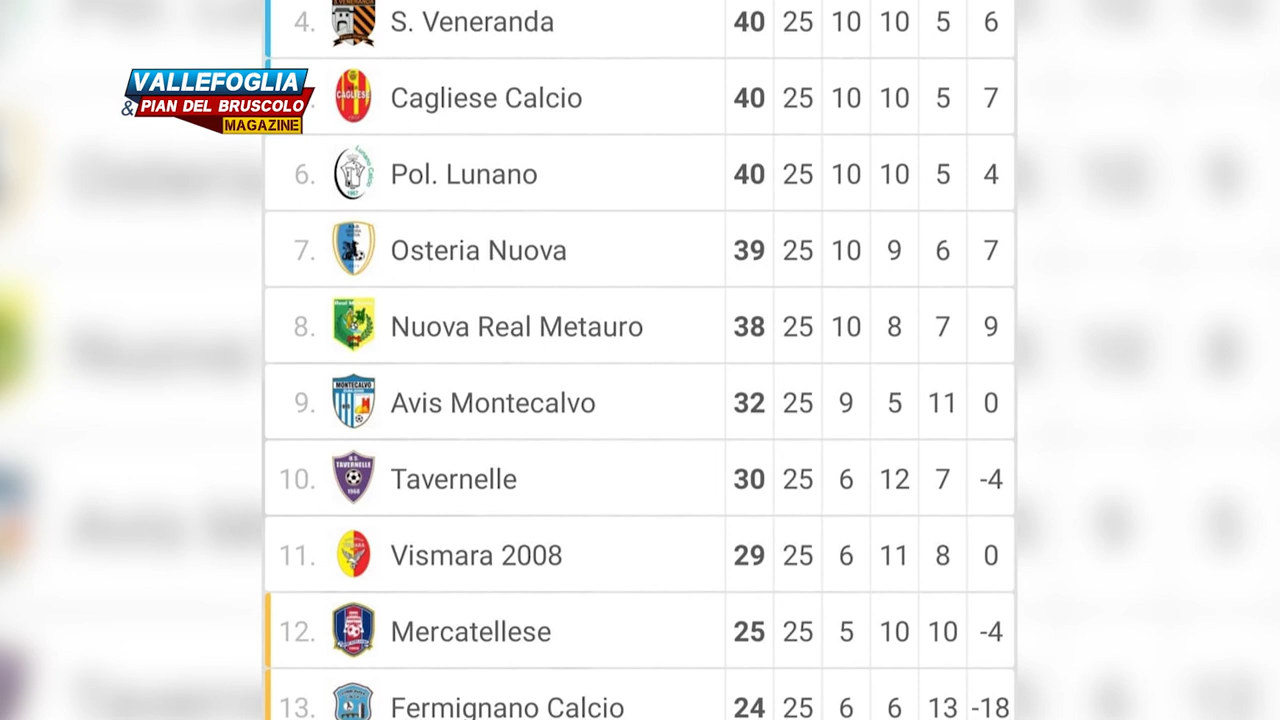 4. S. Veneranda 40 25 10 10 5 6
VALLEFOGLIA
& PIAN DEL BRUSCOLO
MAGAZINE
Cagliese Calcio 40 25 10 10 5 7
6. Pol. Lunano 40 25 10 10 5 4
7. Osteria Nuova 39 25 10 9 6 7
8. Nuova Real Metauro 38 25 10 8 7 9
9. Avis Montecalvo 32 25 9 5 11 0
10. Tavernelle 30 25 6 12 7 -4
11. Vismara 2008 29 25 6 11 8 0
12. Mercatellese 25 25 5 10 10 -4
13. Fermignano Calcio 24 25 6 6 13 -18
CAGLIESE
MONTECALVO
TAVERNELLE
1968